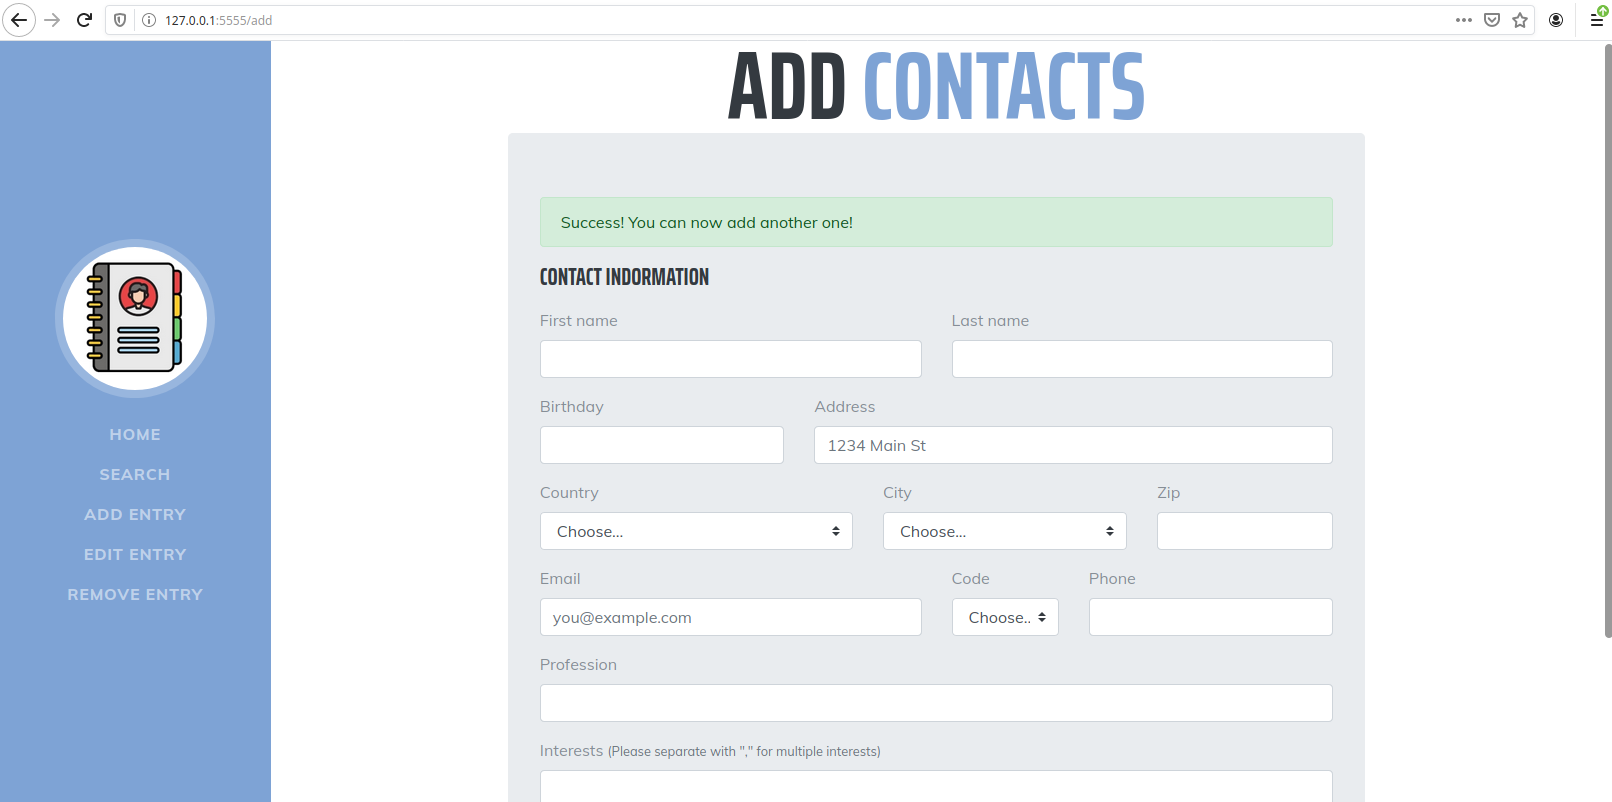 127.0.0.1:5555/add
ADD CONTACTS
HOME
SEARCH
ADD ENTRY
EDIT ENTRY
REMOVE ENTRY
Success! You can now add another one!
CONTACT INDORMATION
First name Last name
Birthday Address
1234 Main St
Country City Zip
Choose... Choose...
Email Code Phone
you@example.com Choose..
Profession
Interests (Please separate with "," for multiple interests)